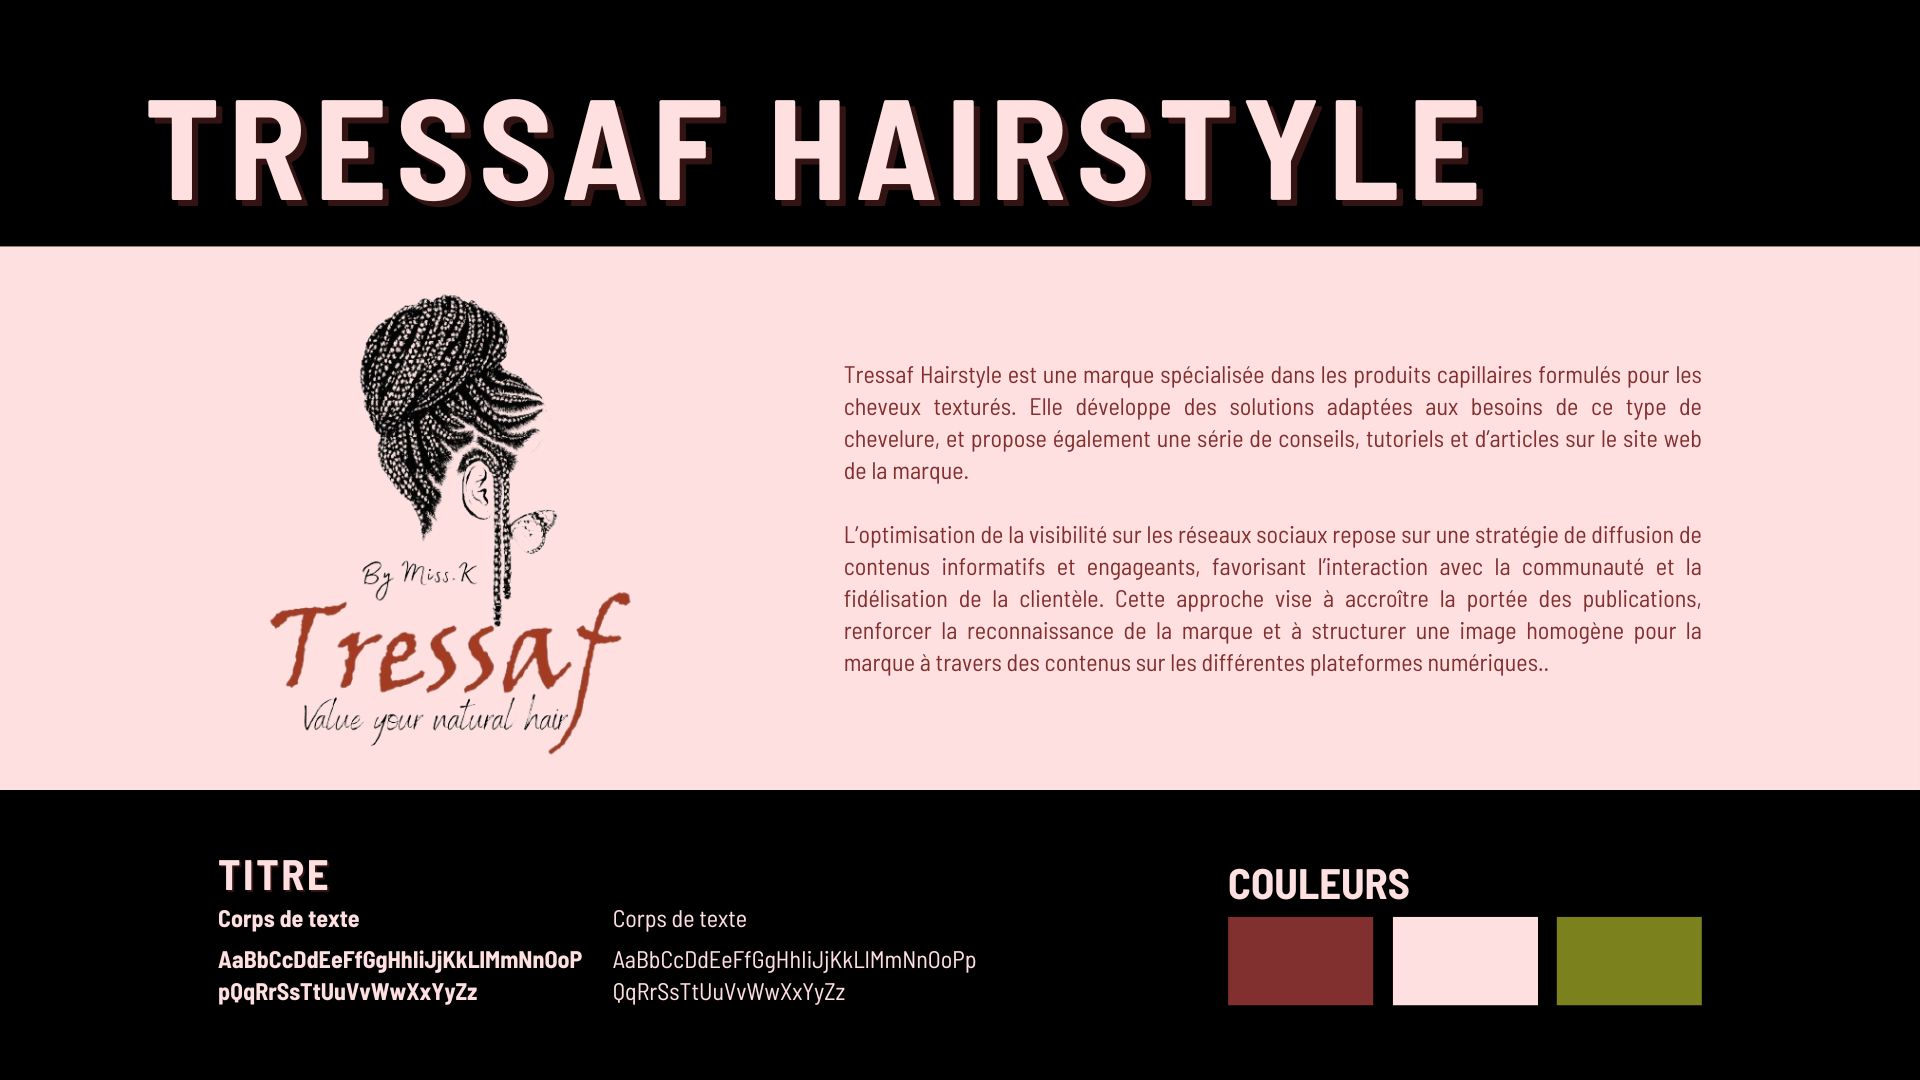 TRESSAF HAIRSTYLE
By Miss.K
Tressaf
Value your natural hair
Tressaf Hairstyle est une marque spécialisée dans les produits capillaires formulés pour les
cheveux texturés. Elle développe des solutions adaptées aux besoins de ce type de
chevelure, et propose également une série de conseils, tutoriels et d’articles sur le site web
de la marque.
L’optimisation de la visibilité sur les réseaux sociaux repose sur une stratégie de diffusion de
contenus informatifs et engageants, favorisant l’interaction avec la communauté et la
fidélisation de la clientèle. Cette approche vise à accroître la portée des publications,
renforcer la reconnaissance de la marque et à structurer une image homogène pour la
marque à travers des contenus sur les différentes plateformes numériques..
TITRE
Corps de texte
AaBbCcDdEeFfGgHhIiJjKkLlMmNnOoP
pQqRrSsTtUuVvWwXxYyZz
Corps de texte
AaBbCcDdEeFfGgHhIiJjKkLlMmNnOoPp
QqRrSsTtUuVvWwXxYyZz
COULEURS